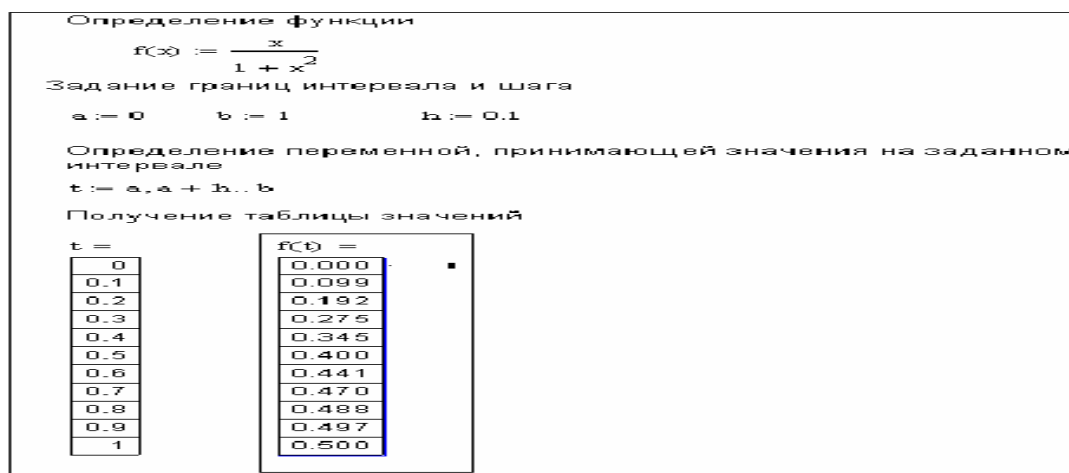 Определение функции
f(x) := x / 1 + x²
Задание границ интервала и шага
a := 0 b := 1 h := 0.1
Определение переменной, принимающей значения на заданном
интервале
t := a, a + h .. b
Получение таблицы значений
t = f(t) =
0 0.000
0.1 0.099
0.2 0.192
0.3 0.275
0.4 0.345
0.5 0.400
0.6 0.441
0.7 0.470
0.8 0.488
0.9 0.497
1 0.500